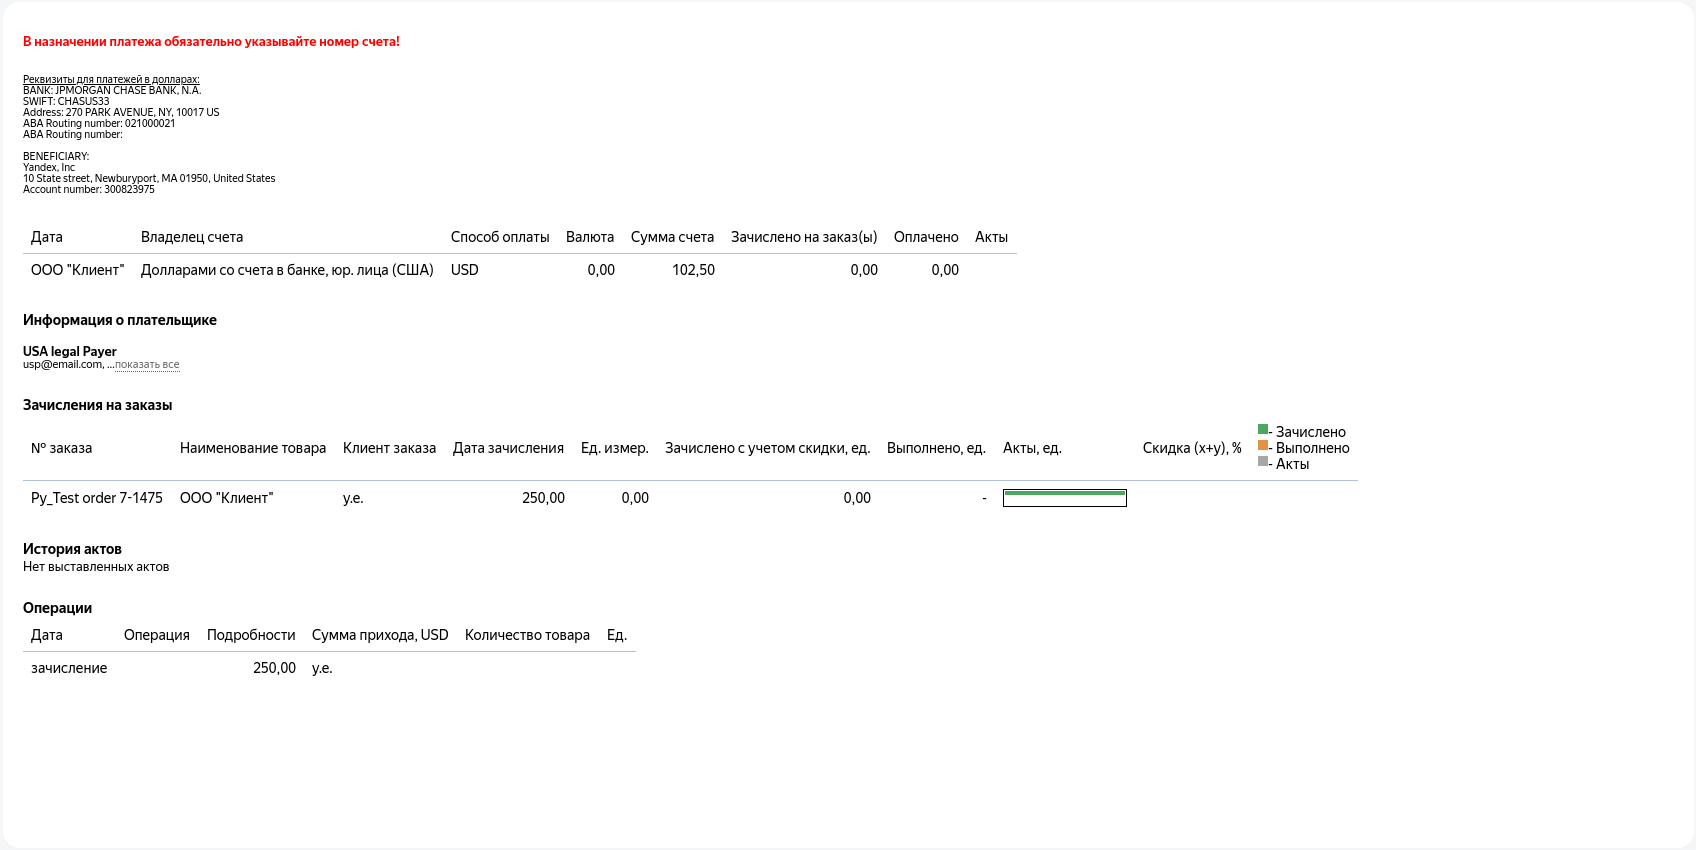 В назначении платежа обязательно указывайте номер счета!
Реквизиты для платежей в долларах:
BANK: JPMORGAN CHASE BANK, N.A.
SWIFT: CHASUS33
Address: 270 PARK AVENUE, NY, 10017 US
ABA Routing number: 021000021
ABA Routing number:
BENEFICIARY:
Yandex, Inc
10 State street, Newburyport, MA 01950, United States
Account number: 300823975
Дата Владелец счета Способ оплаты Валюта Сумма счета Зачислено на заказ(ы) Оплачено Акты
ООО "Клиент" Долларами со счета в банке, юр. лица (США) USD 0,00 102,50 0,00 0,00
Информация о плательщике
USA legal Payer
usp@email.com, ...показать все
Зачисления на заказы
№ заказа Наименование товара Клиент заказа Дата зачисления Ед. измер. Зачислено с учетом скидки, ед. Выполнено, ед. Акты, ед. Скидка (x+y), %
- Зачислено
- Выполнено
- Акты
Py_Test order 7-1475 ООО "Клиент" у.е. 250,00 0,00 0,00 -
История актов
Нет выставленных актов
Операции
Дата Операция Подробности Сумма прихода, USD Количество товара Ед.
зачисление 250,00 у.е.